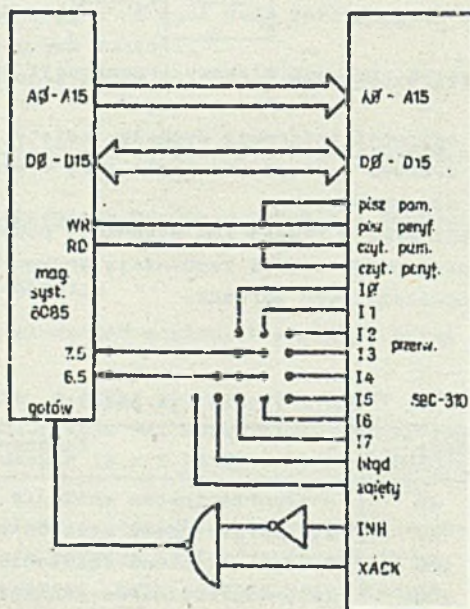 AØ - A15
AØ - A15
DØ - D15
DØ - D15
pisz pam.
WR
pisz peryf.
RD
czyt. pam.
czyt. peryf.
mag.
syst.
8085
IØ
I1
I2
przerw.
7.5
I3
6.5
I4
I5
SBC-310
gotów
I6
I7
błąd
zajęty
INH
XACK